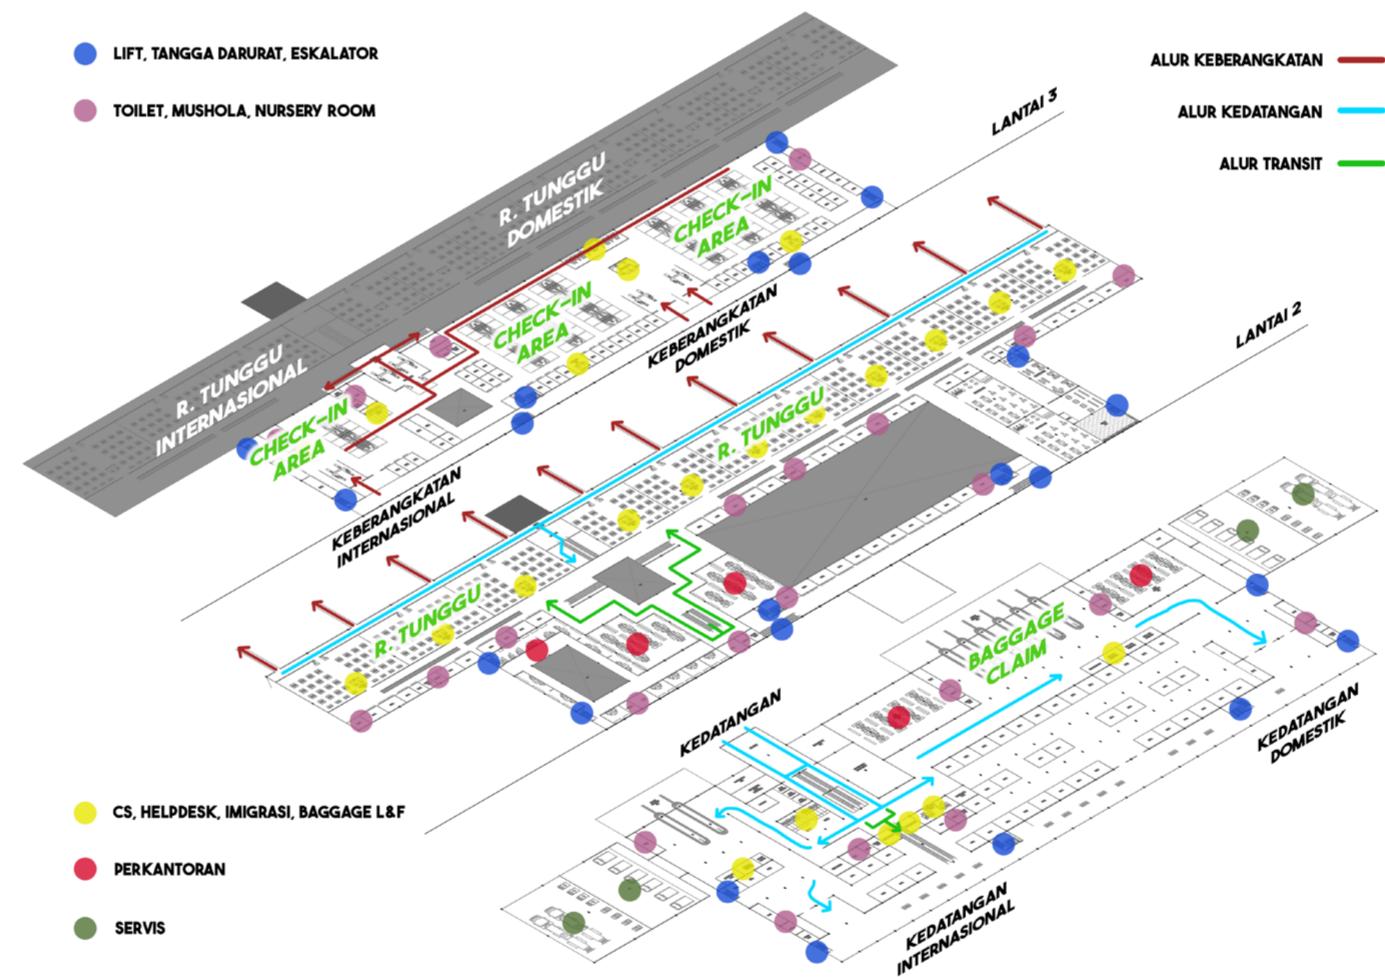 LIFT, TANGGA DARURAT, ESKALATOR
TOILET, MUSHOLA, NURSERY ROOM
ALUR KEBERANGKATAN
ALUR KEDATANGAN
ALUR TRANSIT
LANTAI 3
R. TUNGGU
DOMESTIK
CHECK-IN
AREA
CHECK-IN
AREA
KEBERANGKATAN
DOMESTIK
R. TUNGGU
INTERNASIONAL
CHECK-IN
AREA
KEBERANGKATAN
INTERNASIONAL
LANTAI 2
R. TUNGGU
R. TUNGGU
BAGGAGE
CLAIM
KEDATANGAN
KEDATANGAN
DOMESTIK
KEDATANGAN
INTERNASIONAL
CS, HELPDESK, IMIGRASI, BAGGAGE L&F
PERKANTORAN
SERVIS